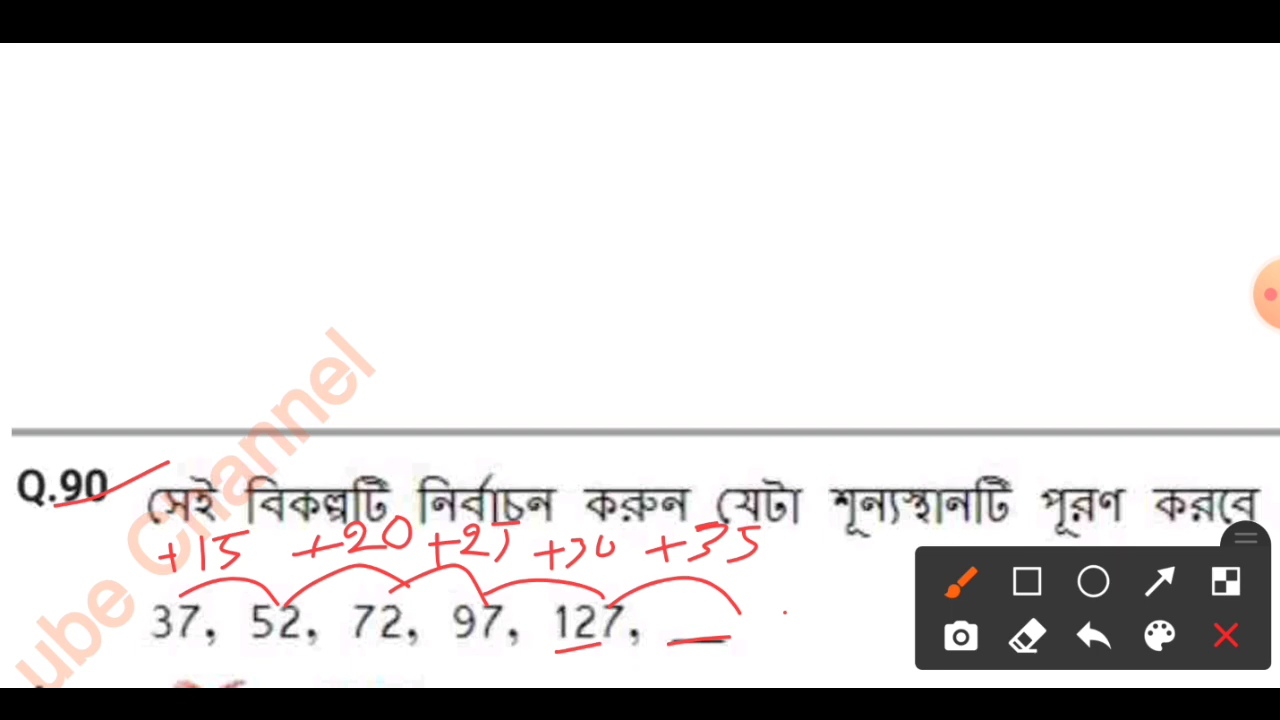 Q.90 সেই বিকল্পটি নির্বাচন করুন যেটা শূন্যস্থানটি পূরণ করবে
+15 +20 +25 +30 +35
37, 52, 72, 97, 127, __
ube Channel